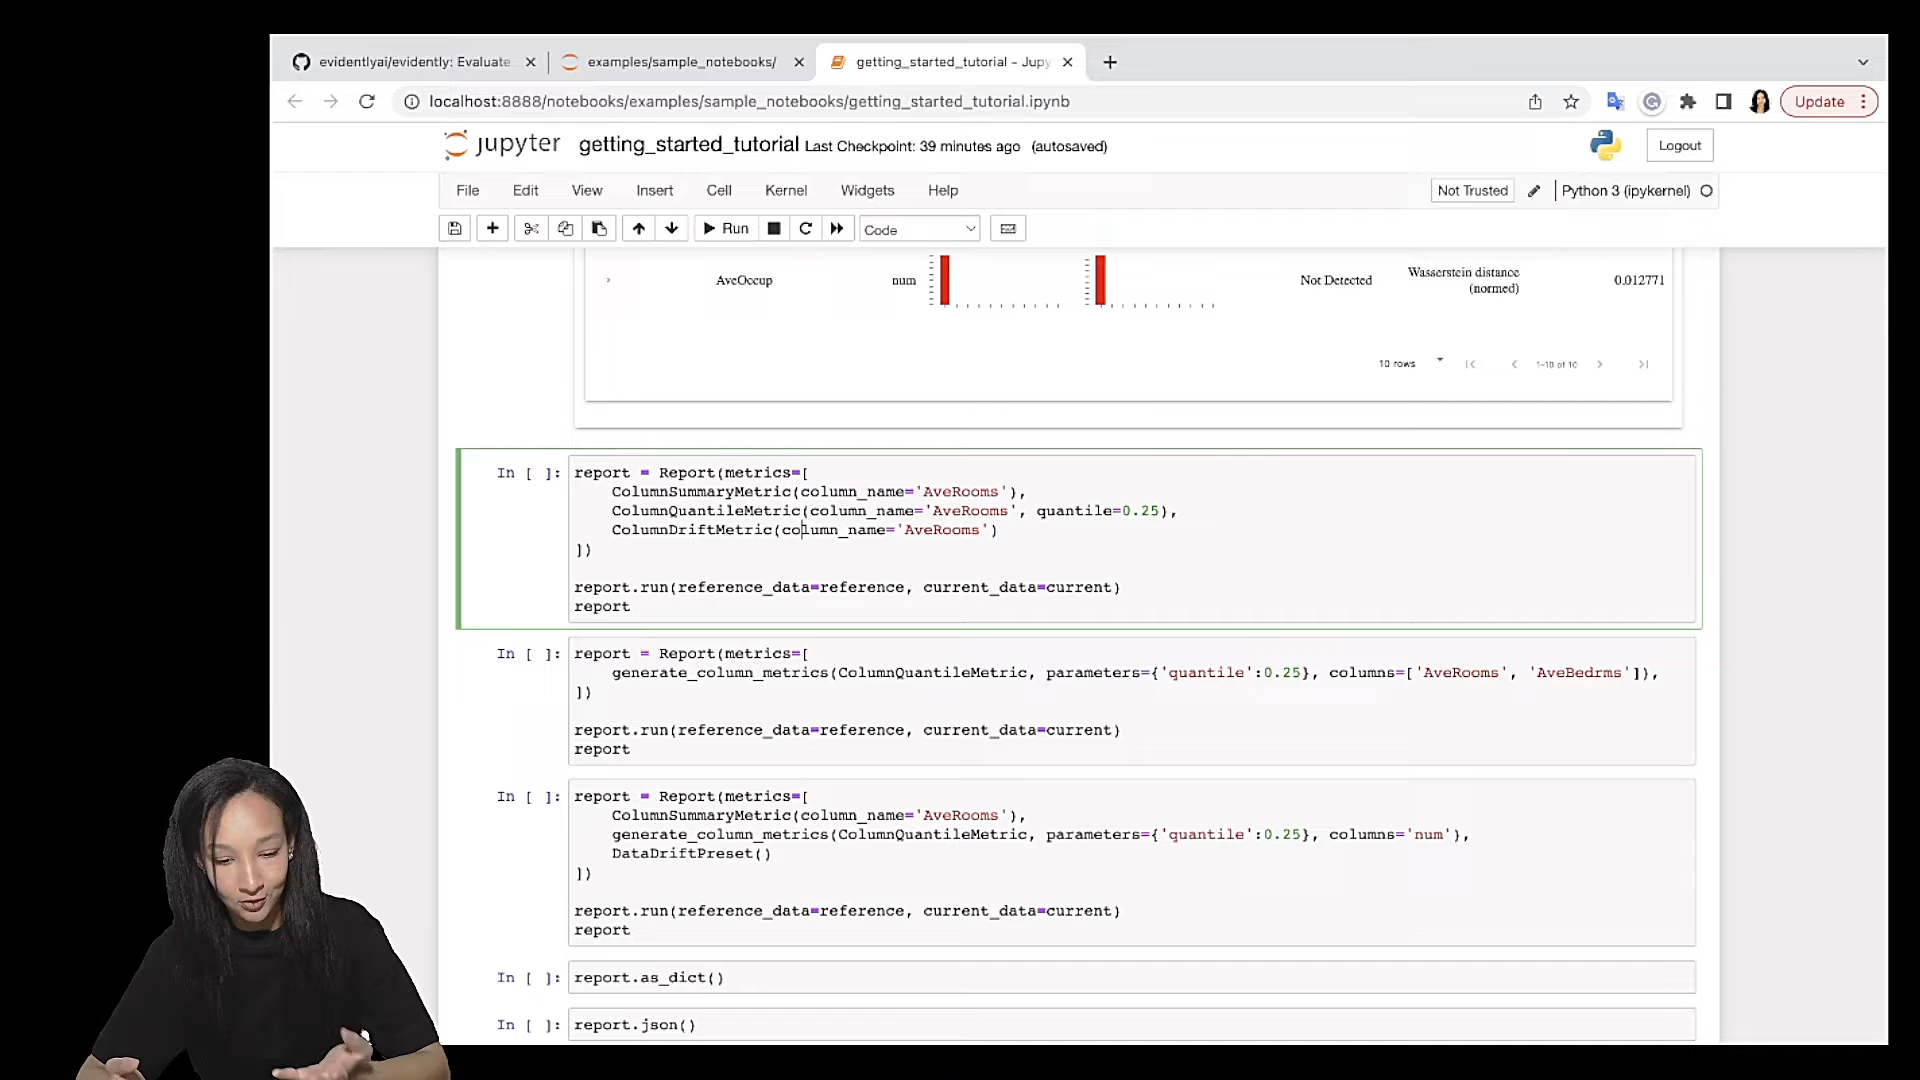 evidentlyai/evidently: Evaluate
examples/sample_notebooks/
getting_started_tutorial - Jupy
localhost:8888/notebooks/examples/sample_notebooks/getting_started_tutorial.ipynb
Update
jupyter getting_started_tutorial Last Checkpoint: 39 minutes ago (autosaved)
Logout
File Edit View Insert Cell Kernel Widgets Help
Not Trusted
Python 3 (ipykernel)
Run
Code
AveOccup num Not Detected Wasserstein distance (normed) 0.012771
10 rows 1-10 of 10
In [ ]: report = Report(metrics=[
ColumnSummaryMetric(column_name='AveRooms'),
ColumnQuantileMetric(column_name='AveRooms', quantile=0.25),
ColumnDriftMetric(column_name='AveRooms')
])
report.run(reference_data=reference, current_data=current)
report
In [ ]: report = Report(metrics=[
generate_column_metrics(ColumnQuantileMetric, parameters={'quantile':0.25}, columns=['AveRooms', 'AveBedrms']),
])
report.run(reference_data=reference, current_data=current)
report
In [ ]: report = Report(metrics=[
ColumnSummaryMetric(column_name='AveRooms'),
generate_column_metrics(ColumnQuantileMetric, parameters={'quantile':0.25}, columns='num'),
DataDriftPreset()
])
report.run(reference_data=reference, current_data=current)
report
In [ ]: report.as_dict()
In [ ]: report.json()